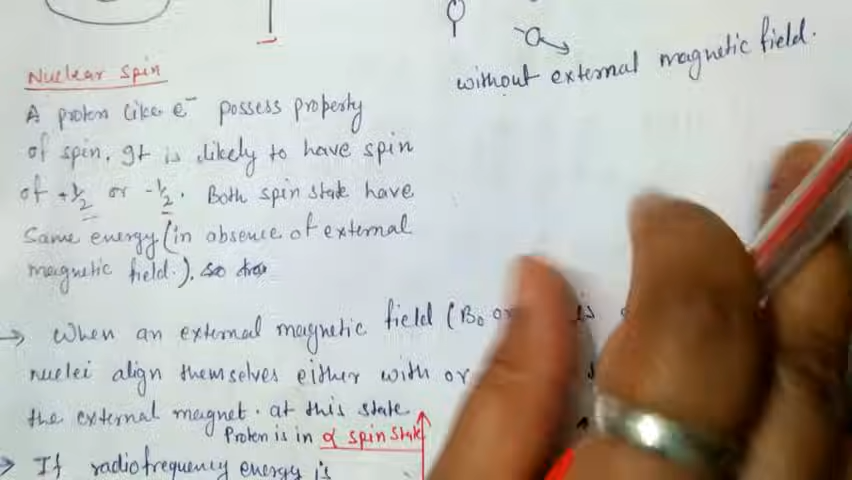 without external magnetic field.
Nuclear Spin
A proton like e⁻ possess property
of spin. It is likely to have spin
of +½ or -½. Both spin state have
Same energy (in absence of external
magnetic field.). so
→ When an external magnetic field (B₀ or is
nuclei align themselves either with or
the external magnet. at this state
Proton is in α spin state
→ If radiofrequency energy is